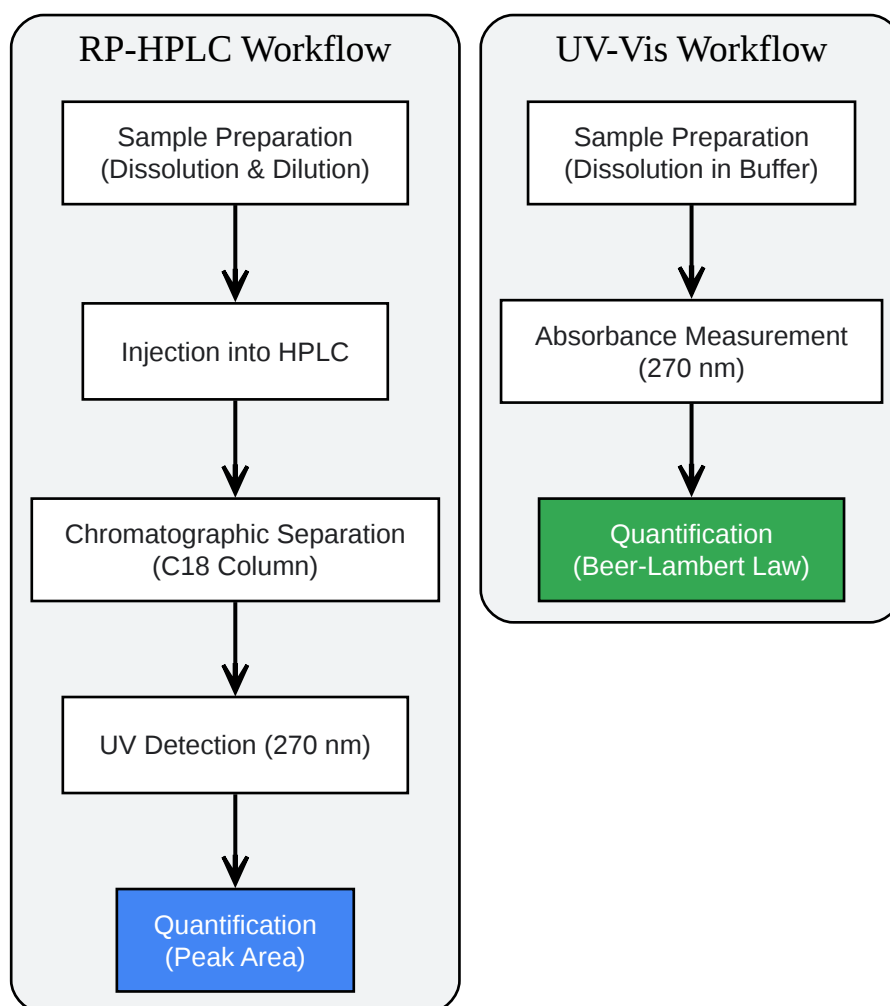 RP-HPLC Workflow
Sample Preparation
(Dissolution & Dilution)
Injection into HPLC
Chromatographic Separation
(C18 Column)
UV Detection (270 nm)
Quantification
(Peak Area)
UV-Vis Workflow
Sample Preparation
(Dissolution in Buffer)
Absorbance Measurement
(270 nm)
Quantification
(Beer-Lambert Law)